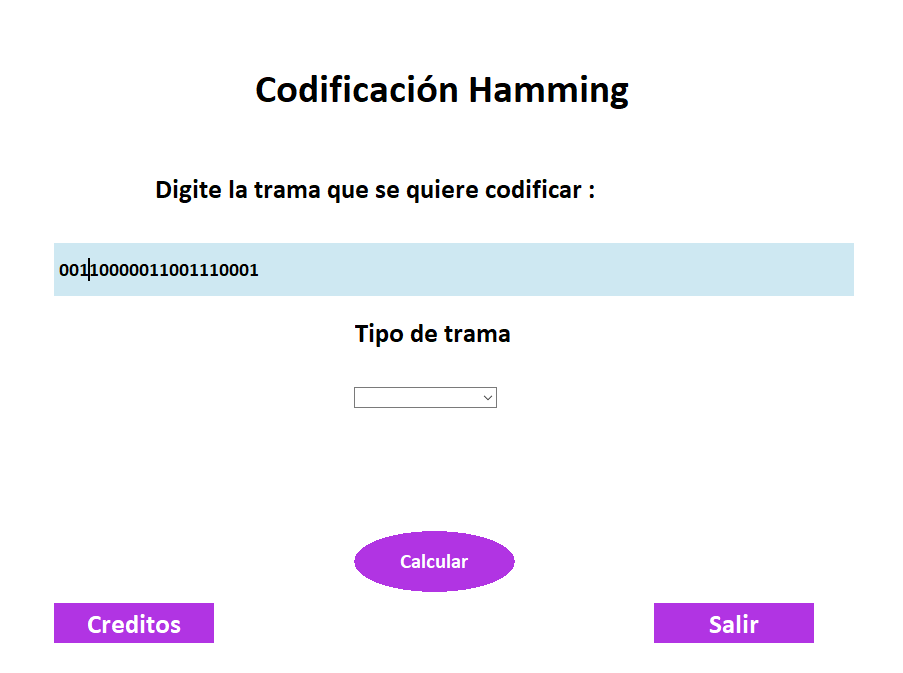 Codificación Hamming
Digite la trama que se quiere codificar :
00110000011001110001
Tipo de trama
Calcular
Creditos
Salir